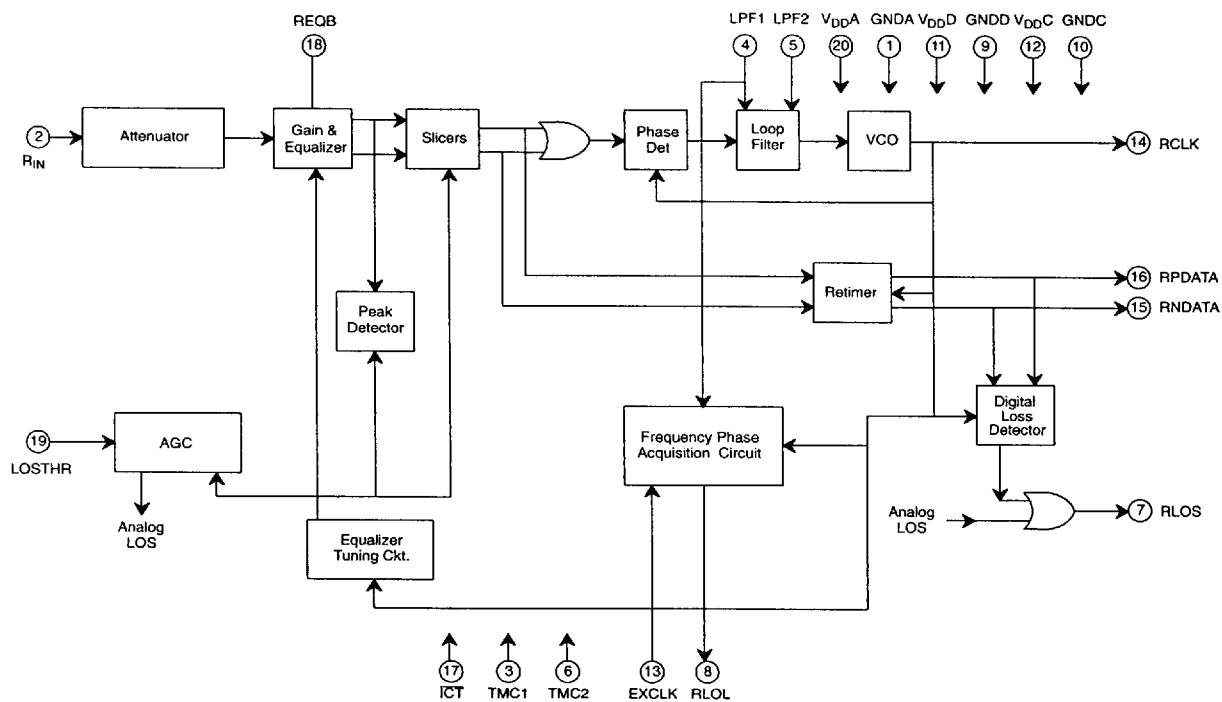 REQB
18
LPF1
4
LPF2
5
VDDA
20
GNDA
1
VDDD
11
GNDD
9
VDDC
12
GNDC
10
2
RIN
Attenuator
Gain &
Equalizer
Slicers
Phase
Det
Loop
Filter
VCO
14
RCLK
Retimer
16
RPDATA
15
RNDATA
Peak
Detector
19
LOSTHR
AGC
Analog
LOS
Frequency Phase
Acquisition Circuit
Digital
Loss
Detector
Analog
LOS
7
RLOS
Equalizer
Tuning Ckt.
17
ICT
3
TMC1
6
TMC2
13
EXCLK
8
RLOL